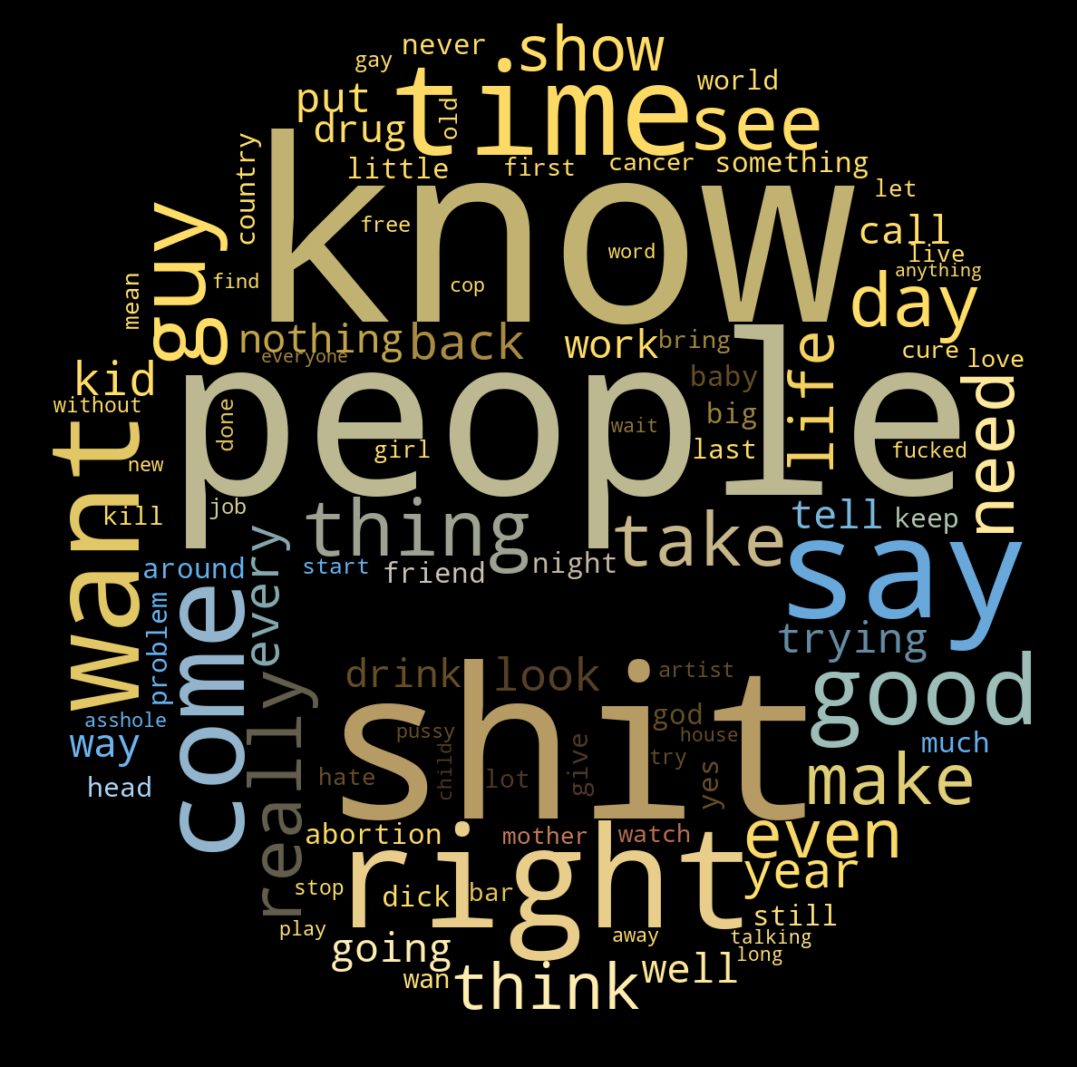 never
show
gay
time
world
put
old
see
drug
little
first
cancer
something
country
know
let
guy
free
call
word
live
anything
find
cop
day
mean
nothing
back
work
bring
life
everyone
cure
love
kid
people
baby
need
without
done
big
wait
want
new
girl
last
fucked
kill
job
thing
take
tell
keep
around
every
start
friend
night
say
problem
come
trying
really
drink
look
artist
good
asshole
shit
god
way
pussy
house
much
hate
child
lot
give
try
yes
head
make
abortion
mother
watch
even
right
year
stop
dick
bar
still
play
going
away
talking
long
wan
think
well